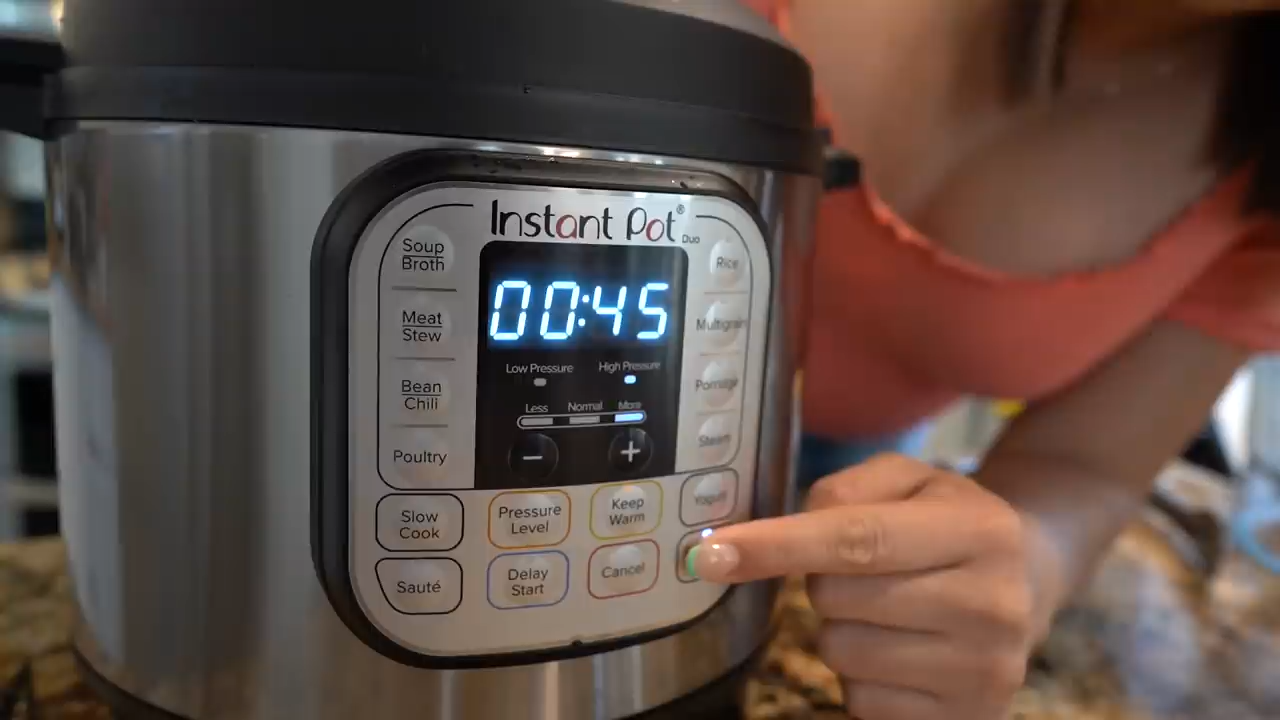 Instant Pot®
Duo
00:45
Low Pressure
High Pressure
Less
Normal
More
−
+
Soup
Broth
Meat
Stew
Bean
Chili
Poultry
Slow
Cook
Sauté
Pressure
Level
Keep
Warm
Delay
Start
Cancel
Rice
Multigrain
Porridge
Steam
Yogurt